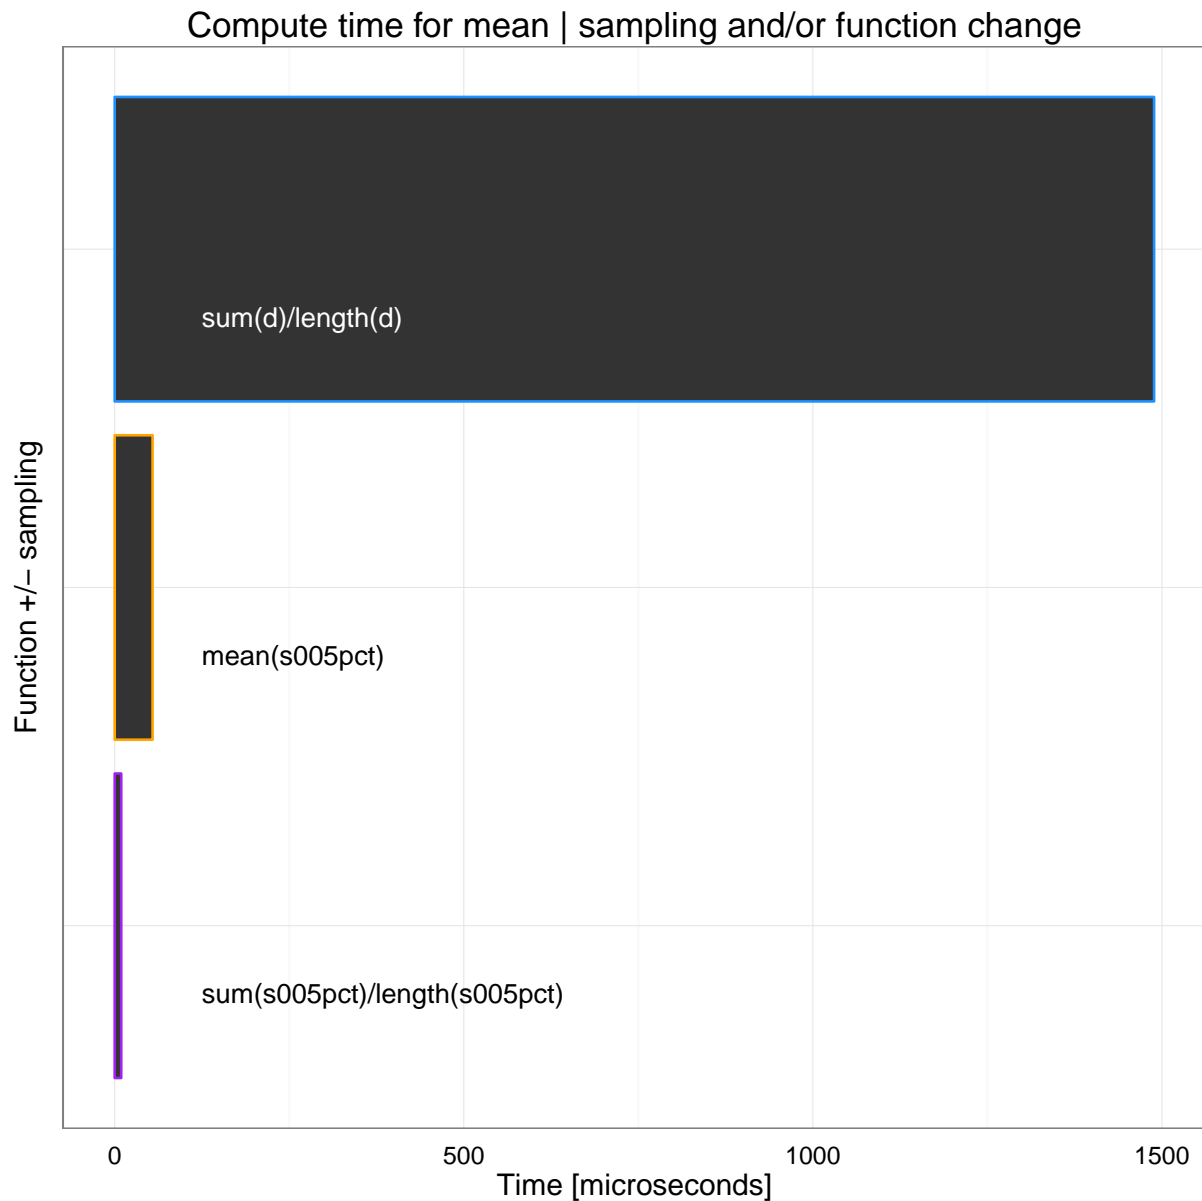 Compute time for mean | sampling and/or function change
sum(d)/length(d)
mean(s005pct)
sum(s005pct)/length(s005pct)
Function +/− sampling
0 500 1000 1500
Time [microseconds]